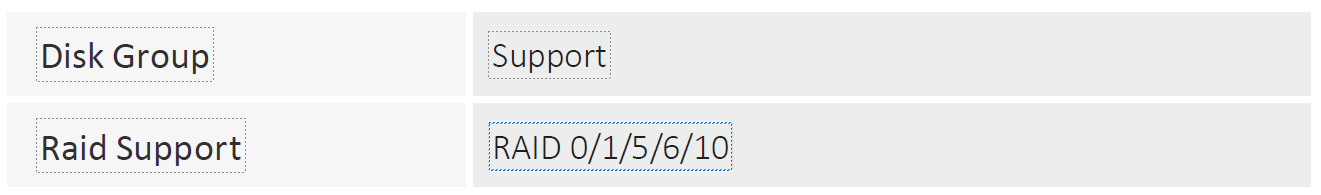 Disk Group
Support
Raid Support
RAID 0/1/5/6/10